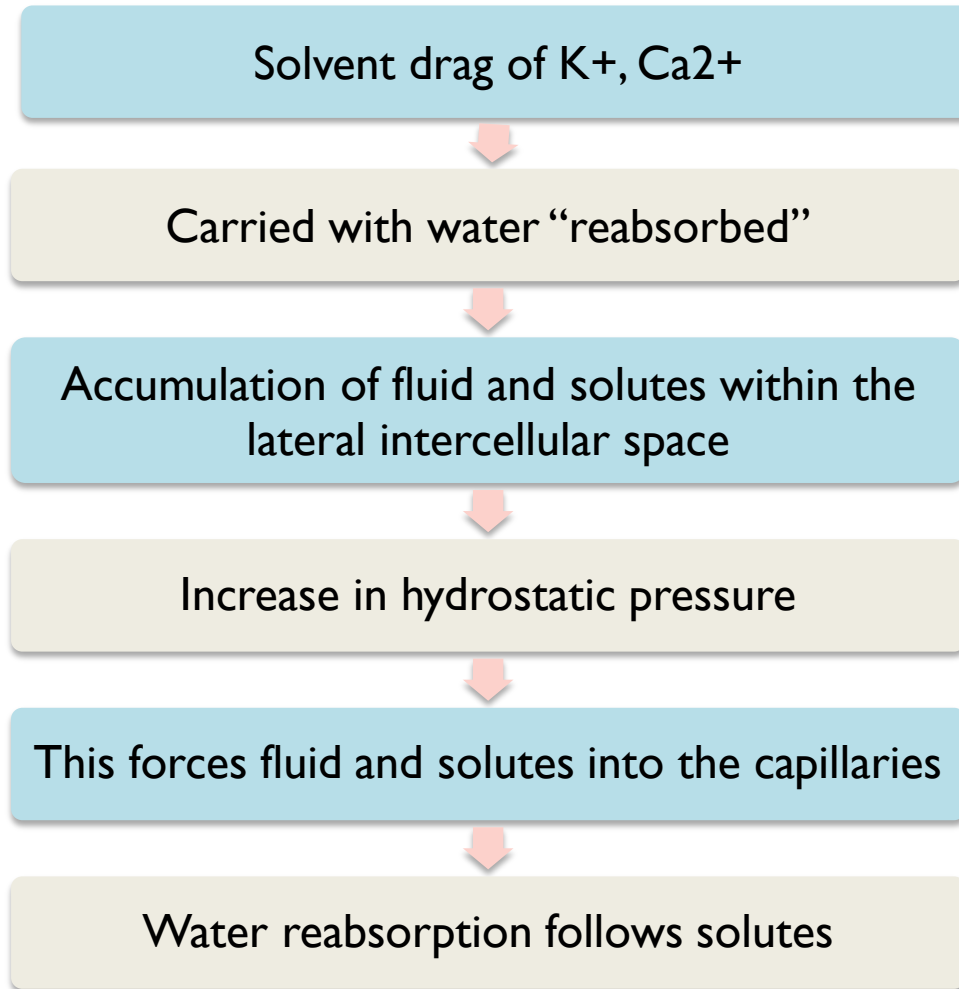 Solvent drag of K+, Ca2+
Carried with water “reabsorbed”
Accumulation of fluid and solutes within the
lateral intercellular space
Increase in hydrostatic pressure
This forces fluid and solutes into the capillaries
Water reabsorption follows solutes